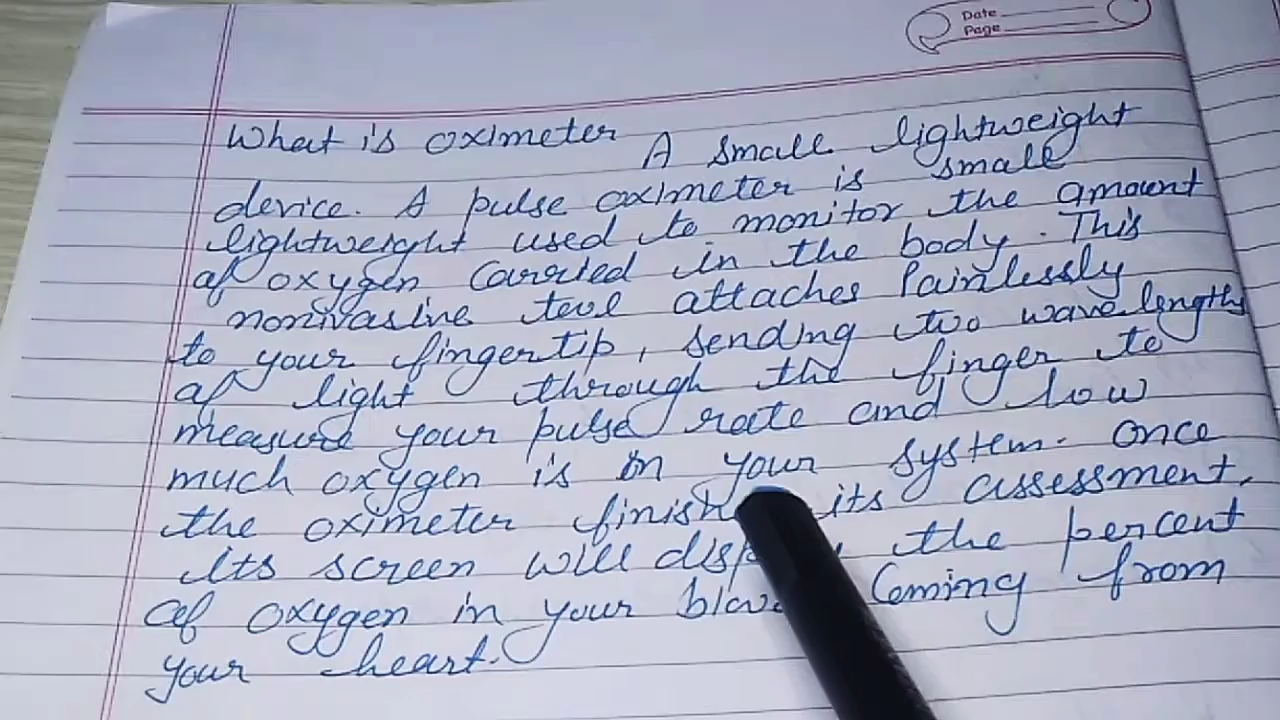 Date
Page
What is oximeter A small lightweight
device. A pulse oximeter is small
lightweight used to monitor the amount
of oxygen carried in the body. This
nonivasine tool attaches painlessly
to your fingertip, sending two wavelengths
of light through the finger to
measure your pulse rate and how
much oxygen is in your system. Once
the oximeter its assessment.
Its screen will the percent
of oxygen in your coming from
your heart.